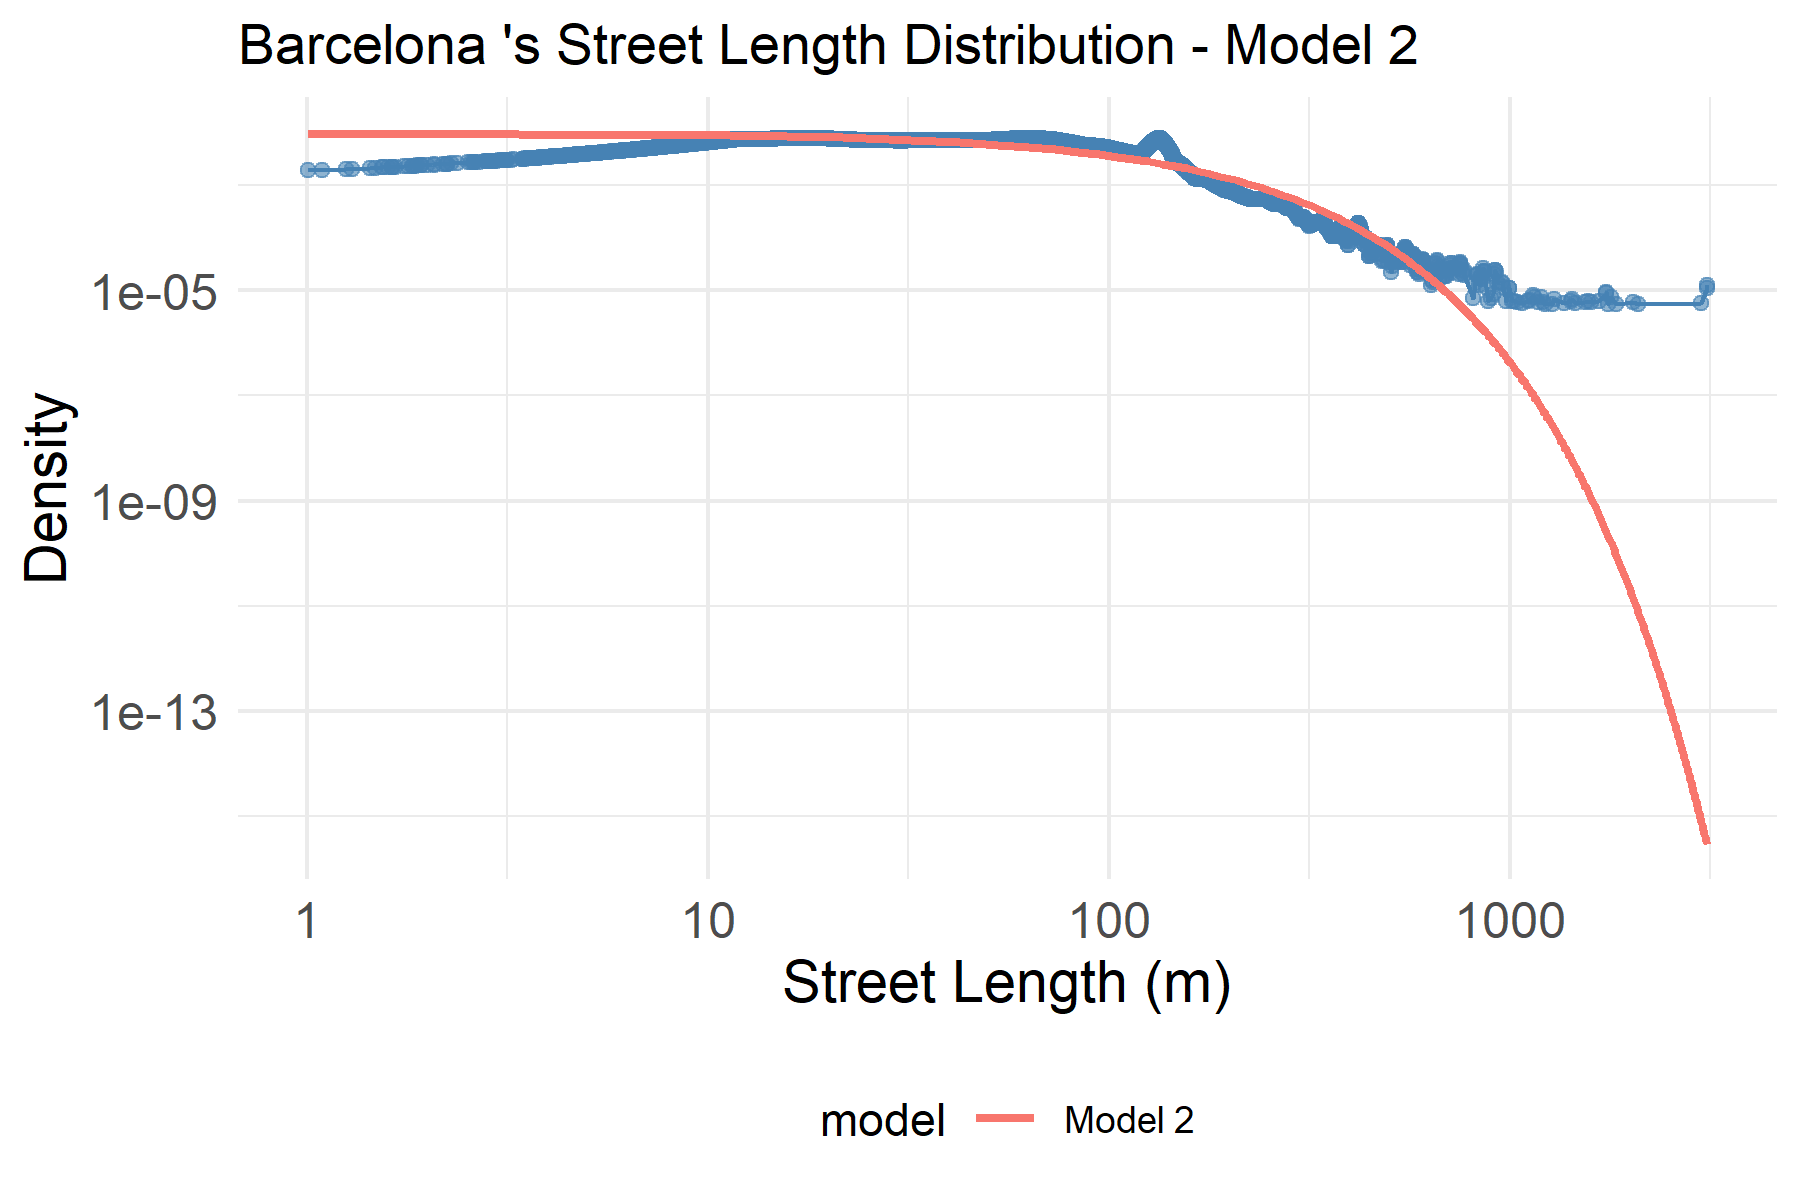 Barcelona 's Street Length Distribution - Model 2
Density
1e-05
1e-09
1e-13
1 10 100 1000
Street Length (m)
model Model 2